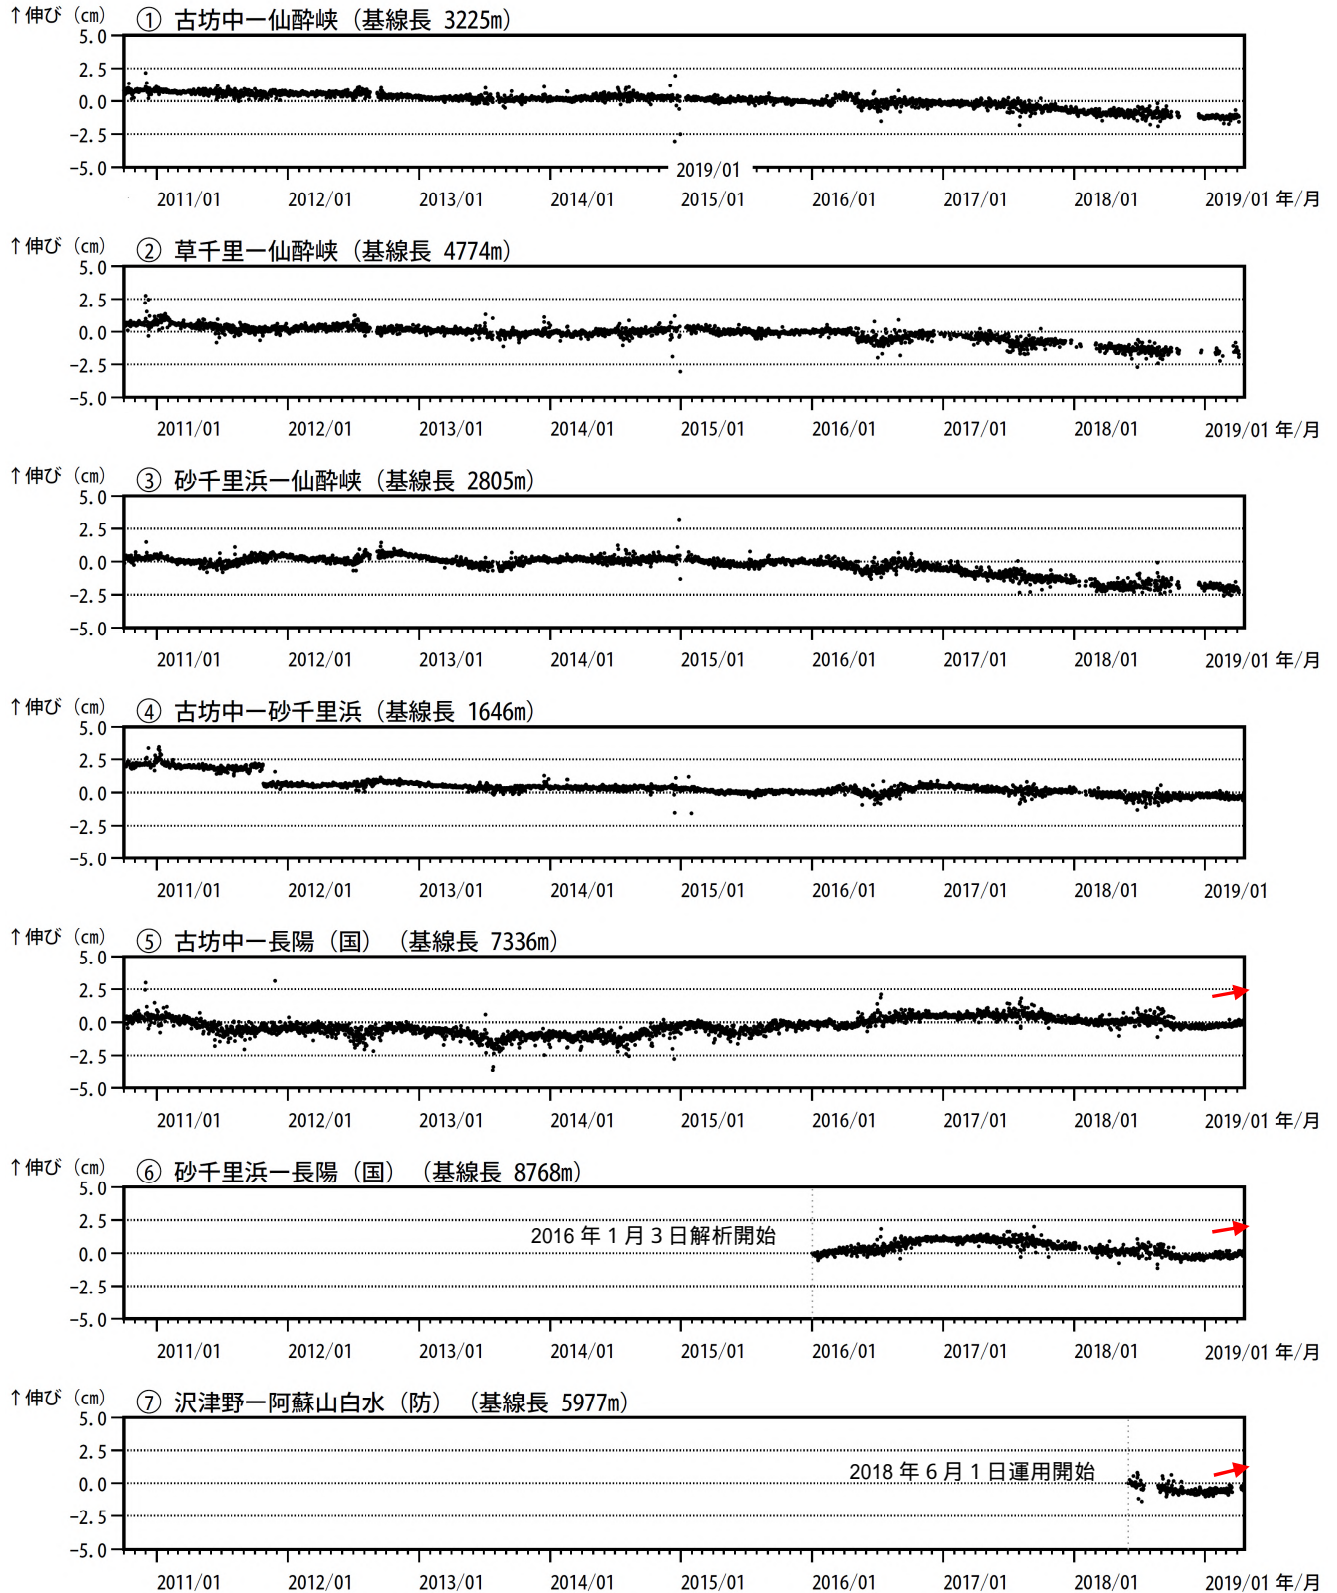 ↑伸び（㎝） ① 古坊中ー仙酔峡（基線長 3225m）
5.0
2.5
0.0
−2.5
−5.0
2019/01
2011/01 2012/01 2013/01 2014/01 2015/01 2016/01 2017/01 2018/01 2019/01 年/月
↑伸び（㎝） ② 草千里ー仙酔峡（基線長 4774m）
5.0
2.5
0.0
−2.5
−5.0
2011/01 2012/01 2013/01 2014/01 2015/01 2016/01 2017/01 2018/01 2019/01 年/月
↑伸び（㎝） ③ 砂千里浜ー仙酔峡（基線長 2805m）
5.0
2.5
0.0
−2.5
−5.0
2011/01 2012/01 2013/01 2014/01 2015/01 2016/01 2017/01 2018/01 2019/01 年/月
↑伸び（㎝） ④ 古坊中ー砂千里浜（基線長 1646m）
5.0
2.5
0.0
−2.5
−5.0
2011/01 2012/01 2013/01 2014/01 2015/01 2016/01 2017/01 2018/01 2019/01
↑伸び（㎝） ⑤ 古坊中ー長陽（国）（基線長 7336m）
5.0
2.5
0.0
−2.5
−5.0
2011/01 2012/01 2013/01 2014/01 2015/01 2016/01 2017/01 2018/01 2019/01 年/月
↑伸び（㎝） ⑥ 砂千里浜ー長陽（国）（基線長 8768m）
5.0
2.5
2016 年 1 月 3 日解析開始
0.0
−2.5
−5.0
2011/01 2012/01 2013/01 2014/01 2015/01 2016/01 2017/01 2018/01 2019/01 年/月
↑伸び（㎝） ⑦ 沢津野―阿蘇山白水（防）（基線長 5977m）
5.0
2.5
2018 年 6 月 1 日運用開始
0.0
−2.5
−5.0
2011/01 2012/01 2013/01 2014/01 2015/01 2016/01 2017/01 2018/01 2019/01 年/月